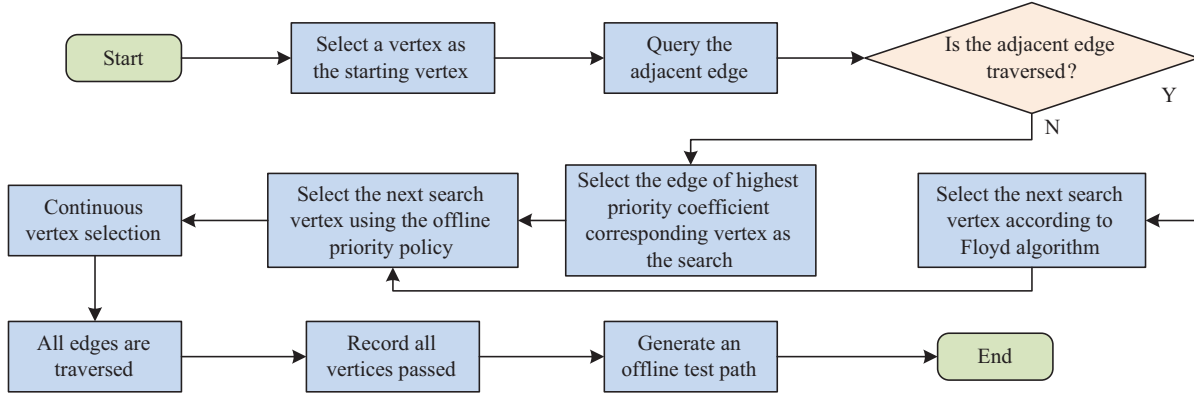 Start
Select a vertex as
the starting vertex
Query the
adjacent edge
Is the adjacent edge
traversed?
Y
N
Continuous
vertex selection
Select the next search
vertex using the offline
priority policy
Select the edge of highest
priority coefficient
corresponding vertex as
the search
Select the next search
vertex according to
Floyd algorithm
All edges are
traversed
Record all
vertices passed
Generate an
offline test path
End